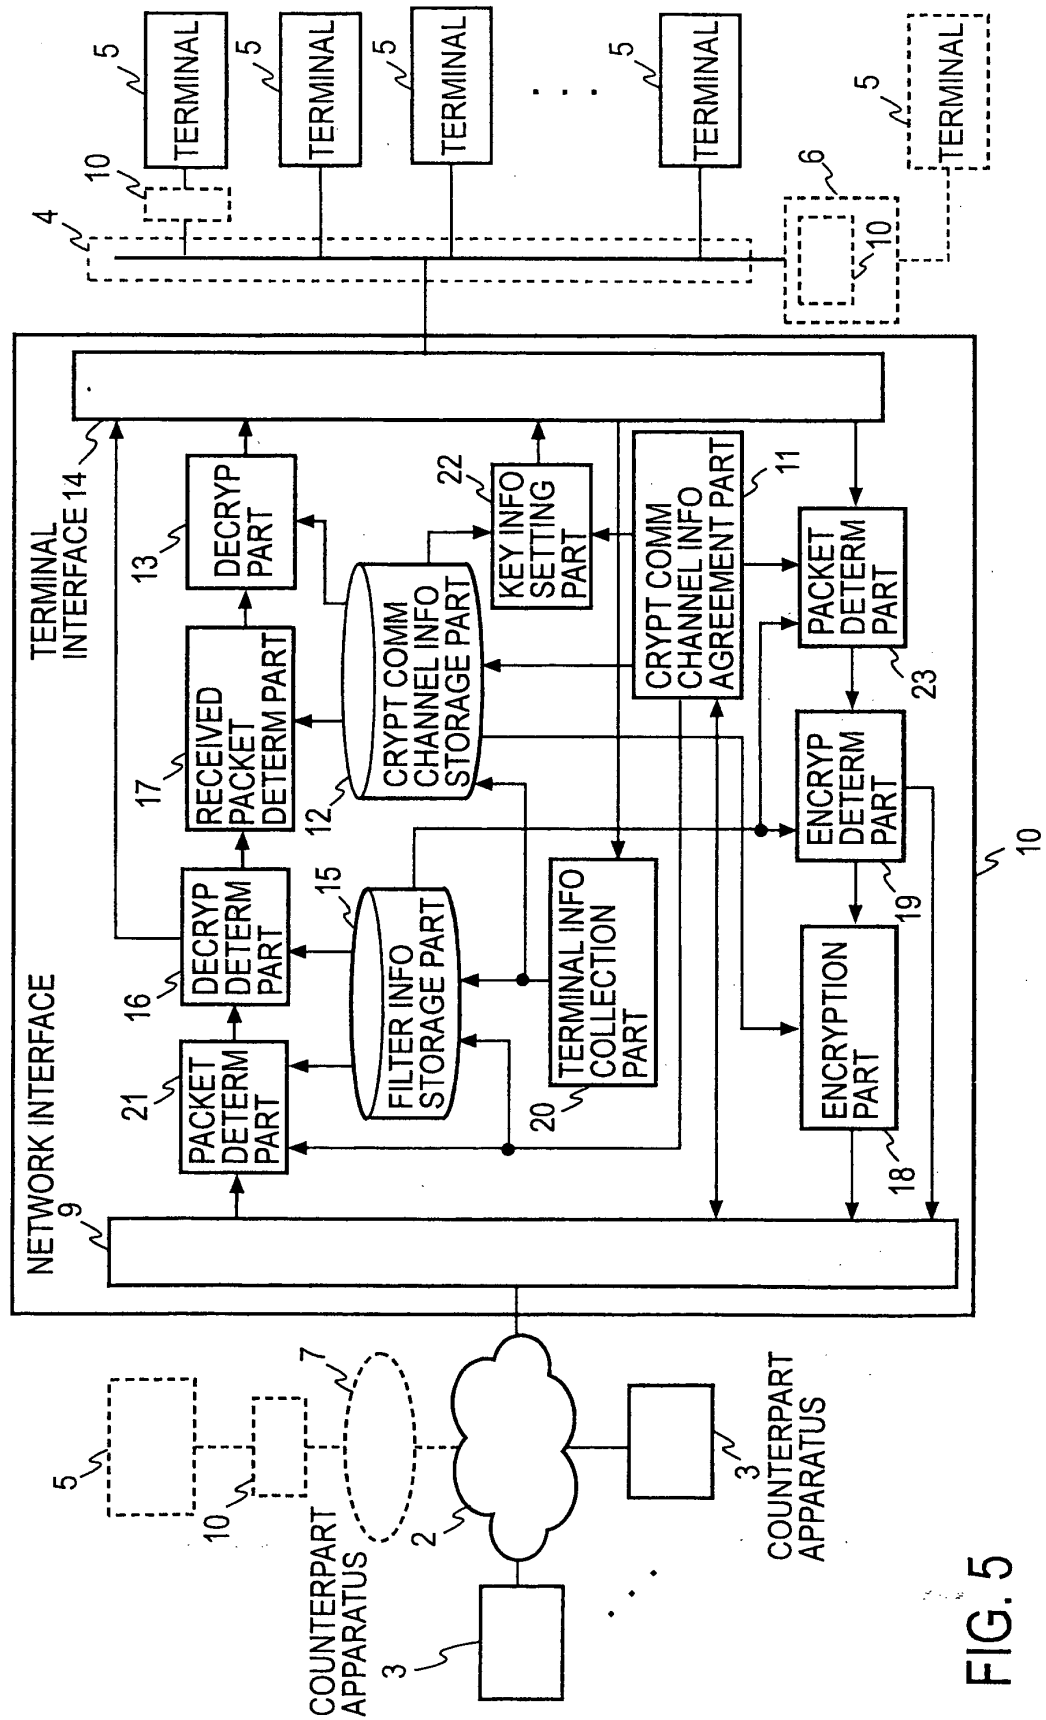 NETWORK INTERFACE
9
TERMINAL
INTERFACE 14
5
10
7
COUNTERPART
APPARATUS
2
3
3
COUNTERPART
APPARATUS
21
PACKET
DETERM
PART
16
DECRYP
DETERM
PART
17
RECEIVED
PACKET
DETERM PART
13
DECRYP
PART
15
FILTER INFO
STORAGE PART
12
CRYPT COMM
CHANNEL INFO
STORAGE PART
22
KEY INFO
SETTING
PART
20
TERMINAL INFO
COLLECTION
PART
CRYPT COMM
CHANNEL INFO
AGREEMENT PART
11
18
ENCRYPTION
PART
19
ENCRYP
DETERM
PART
23
PACKET
DETERM
PART
10
4
10
5
TERMINAL
5
TERMINAL
5
TERMINAL
. . .
5
TERMINAL
6
10
5
TERMINAL
FIG. 5